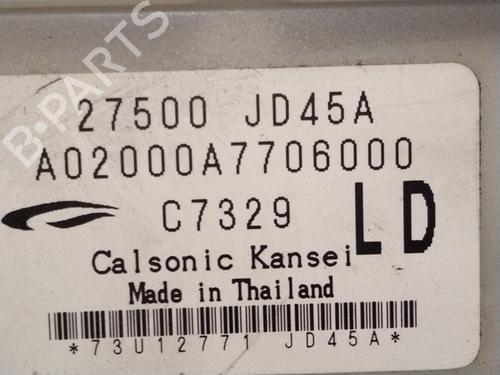 B-PARTS
27500 JD45A
A02000A7706000
C7329
LD
Calsonic Kansei
Made in Thailand
*73U12771 JD45A*